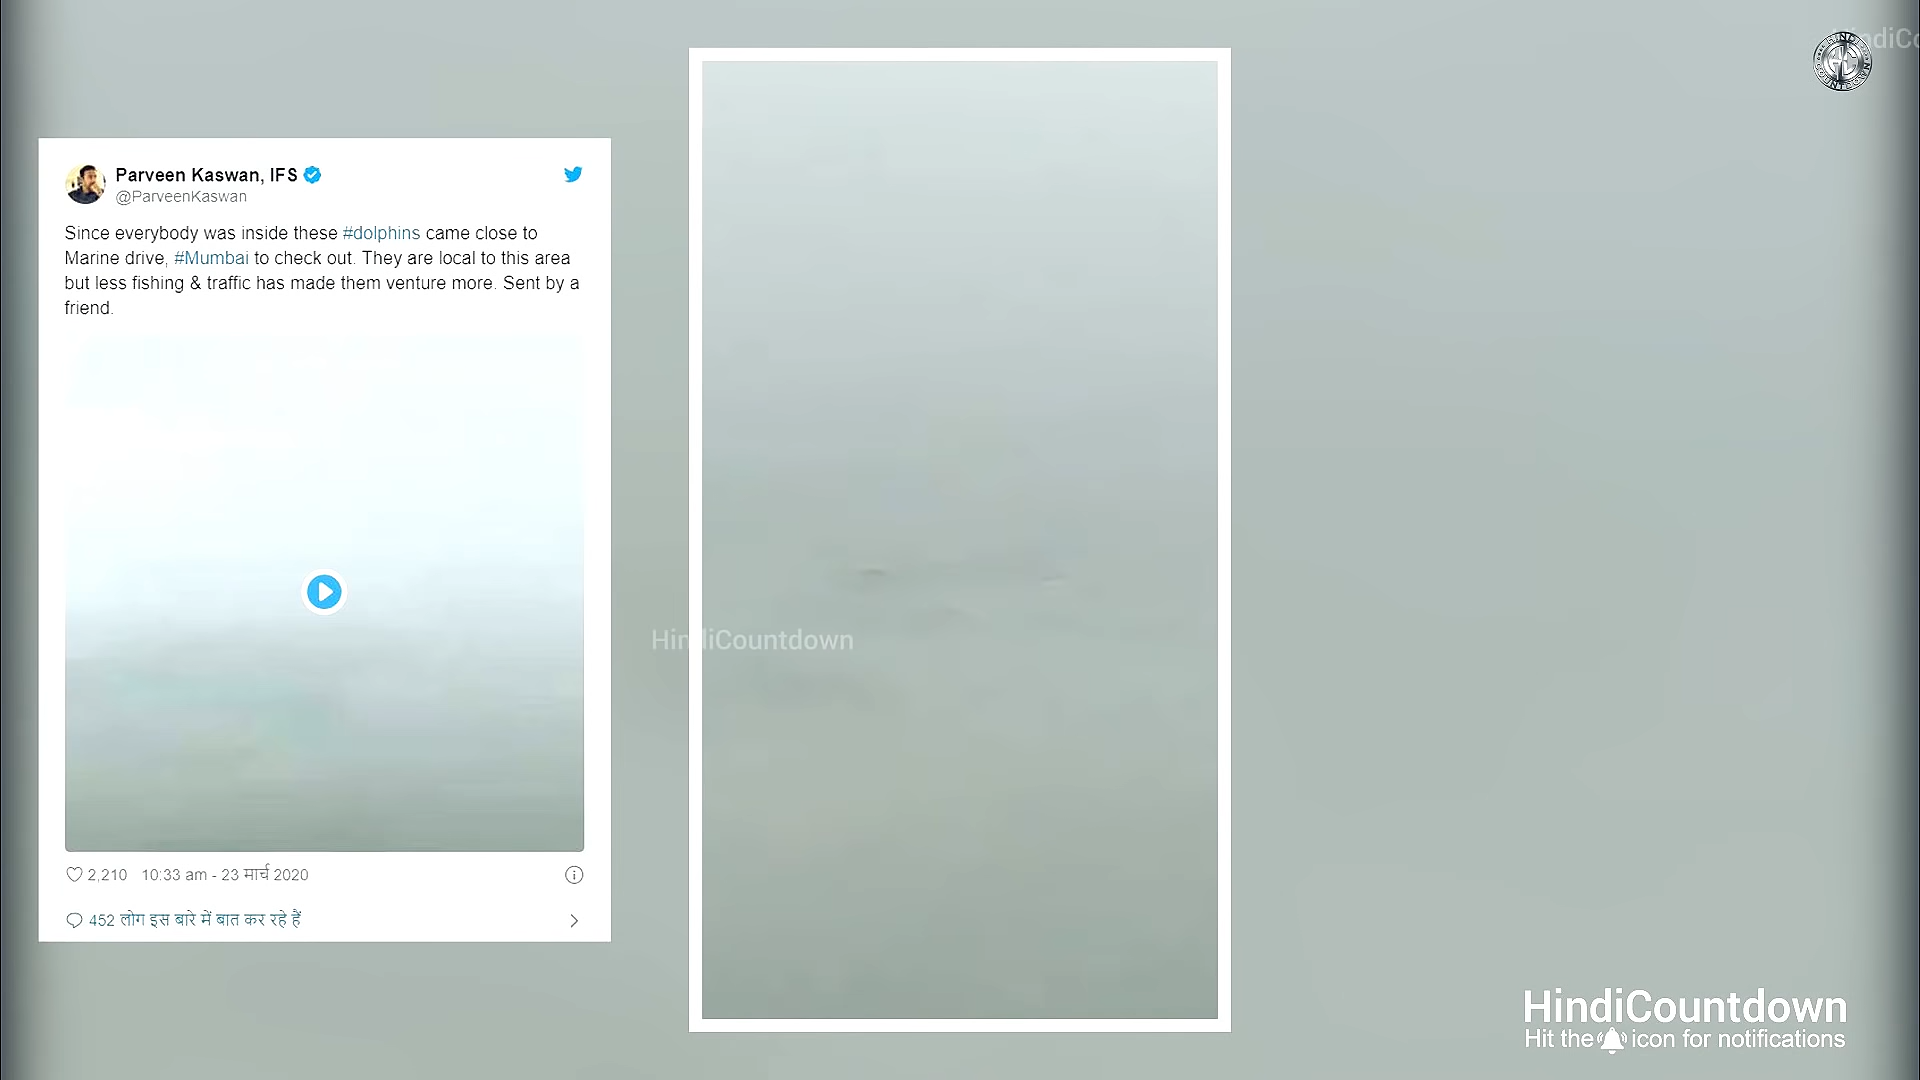 Parveen Kaswan, IFS
@ParveenKaswan
Since everybody was inside these #dolphins came close to
Marine drive, #Mumbai to check out. They are local to this area
but less fishing & traffic has made them venture more. Sent by a
friend.
2,210 10:33 am - 23 मार्च 2020
452 लोग इस बारे में बात कर रहे हैं
HindiCountdown
HindiCountdown
Hit the icon for notifications